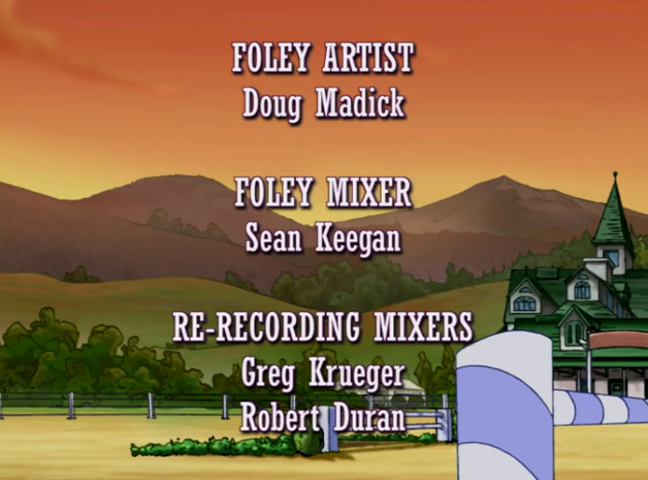 FOLEY ARTIST
Doug Madick
FOLEY MIXER
Sean Keegan
RE-RECORDING MIXERS
Greg Krueger
Robert Duran